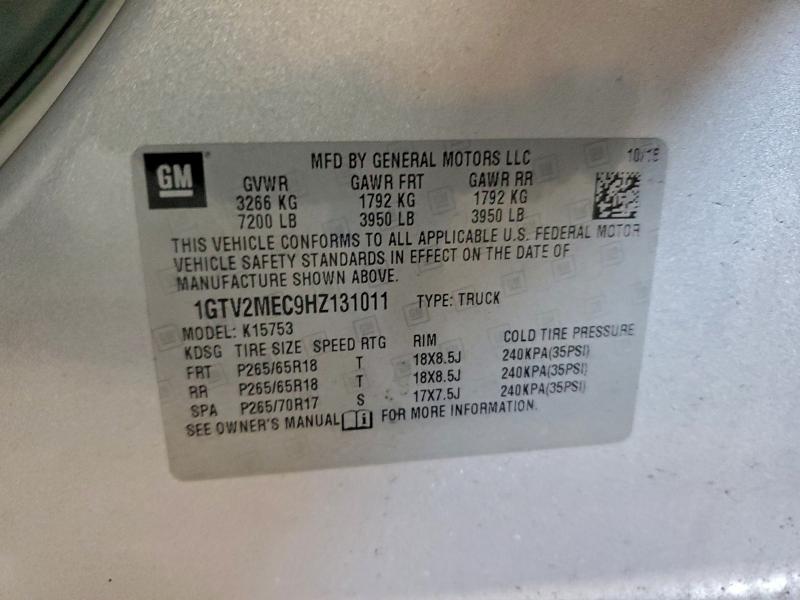 GM MFD BY GENERAL MOTORS LLC 10/16
GVWR GAWR FRT GAWR RR
3266 KG 1792 KG 1792 KG
7200 LB 3950 LB 3950 LB
THIS VEHICLE CONFORMS TO ALL APPLICABLE U.S. FEDERAL MOTOR
VEHICLE SAFETY STANDARDS IN EFFECT ON THE DATE OF
MANUFACTURE SHOWN ABOVE.
1GTV2MEC9HZ131011 TYPE: TRUCK
MODEL: K15753
KDSG TIRE SIZE SPEED RTG RIM COLD TIRE PRESSURE
FRT P265/65R18 T 18X8.5J 240KPA(35PSI)
RR P265/65R18 T 18X8.5J 240KPA(35PSI)
SPA P265/70R17 S 17X7.5J 240KPA(35PSI)
SEE OWNER'S MANUAL FOR MORE INFORMATION.